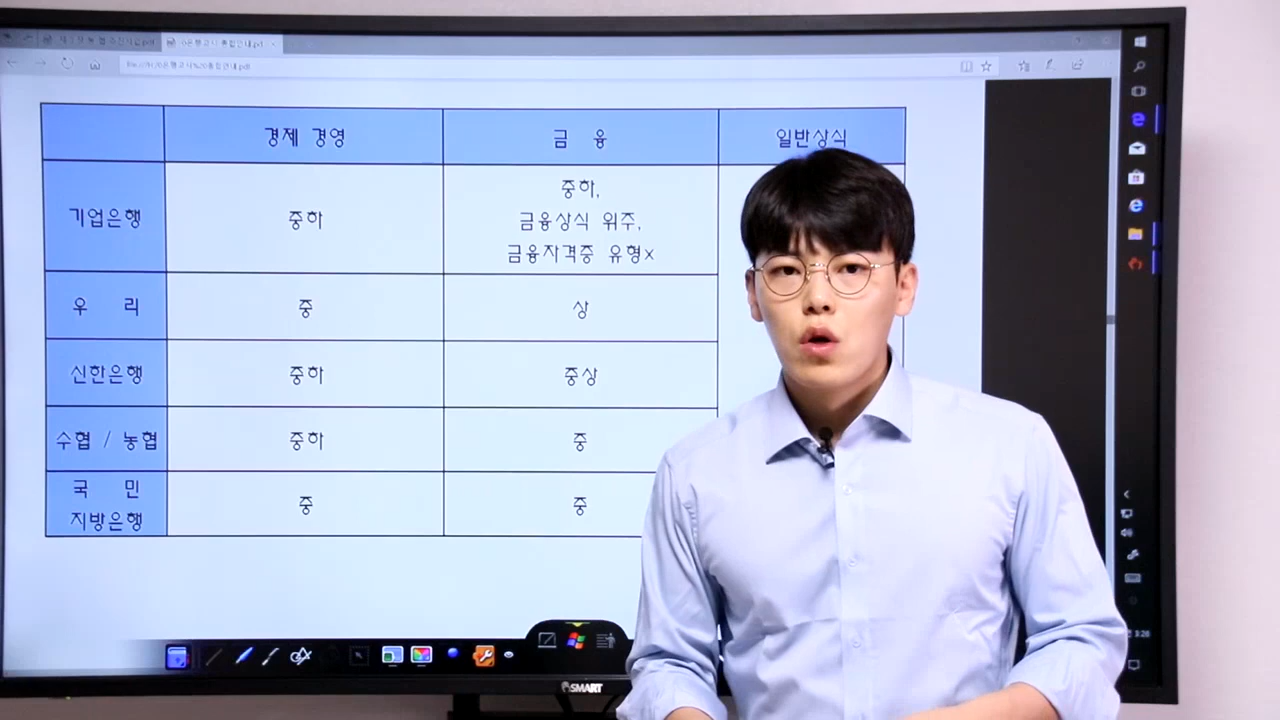 경제 경영 금 융 일반상식
기업은행 중하 중하,
금융상식 위주,
금융자격증 유형x
우 리 중 상
신한은행 중하 중상
수협 / 농협 중하 중
국 민
지방은행 중 중
SMART
3:26